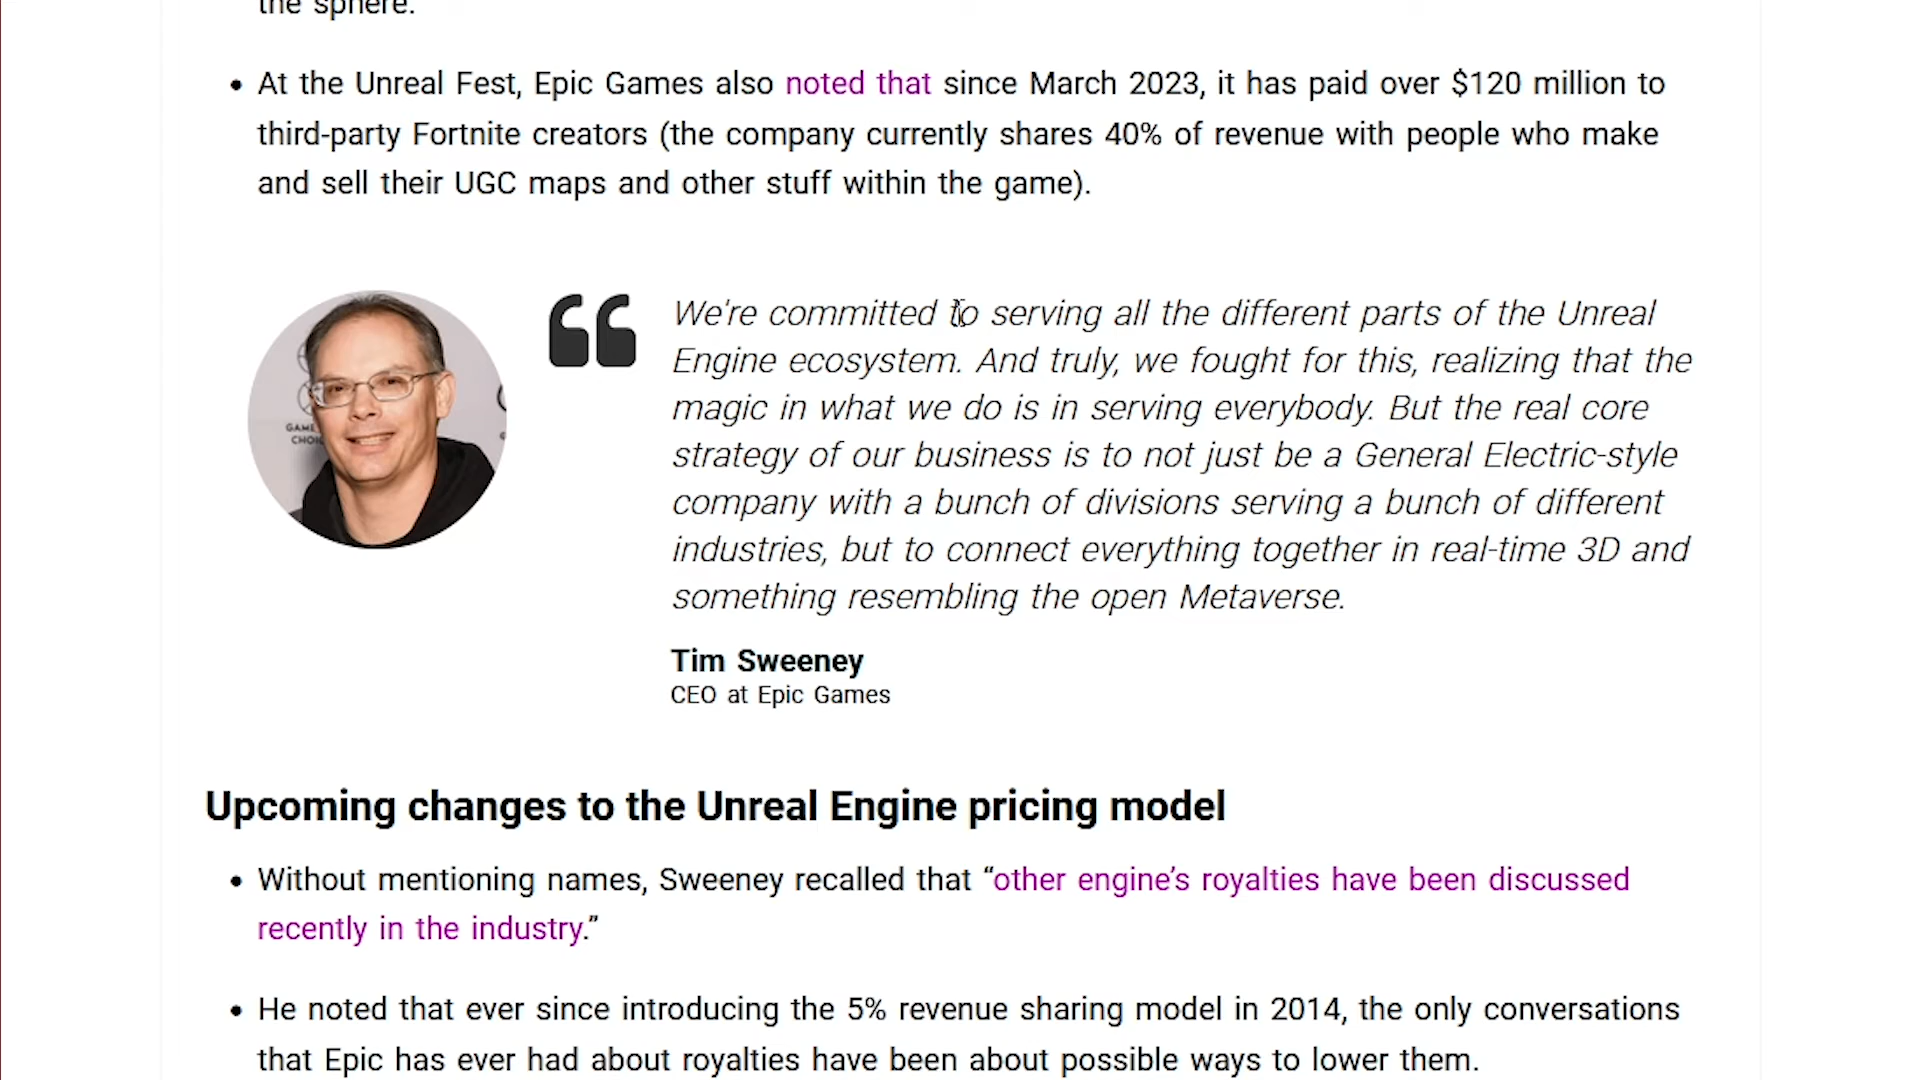 the sphere.
At the Unreal Fest, Epic Games also noted that since March 2023, it has paid over $120 million to
third-party Fortnite creators (the company currently shares 40% of revenue with people who make
and sell their UGC maps and other stuff within the game).
GAME
CHOIC
We're committed to serving all the different parts of the Unreal
Engine ecosystem. And truly, we fought for this, realizing that the
magic in what we do is in serving everybody. But the real core
strategy of our business is to not just be a General Electric-style
company with a bunch of divisions serving a bunch of different
industries, but to connect everything together in real-time 3D and
something resembling the open Metaverse.
Tim Sweeney
CEO at Epic Games
Upcoming changes to the Unreal Engine pricing model
Without mentioning names, Sweeney recalled that “other engine’s royalties have been discussed
recently in the industry.”
He noted that ever since introducing the 5% revenue sharing model in 2014, the only conversations
that Epic has ever had about royalties have been about possible ways to lower them.